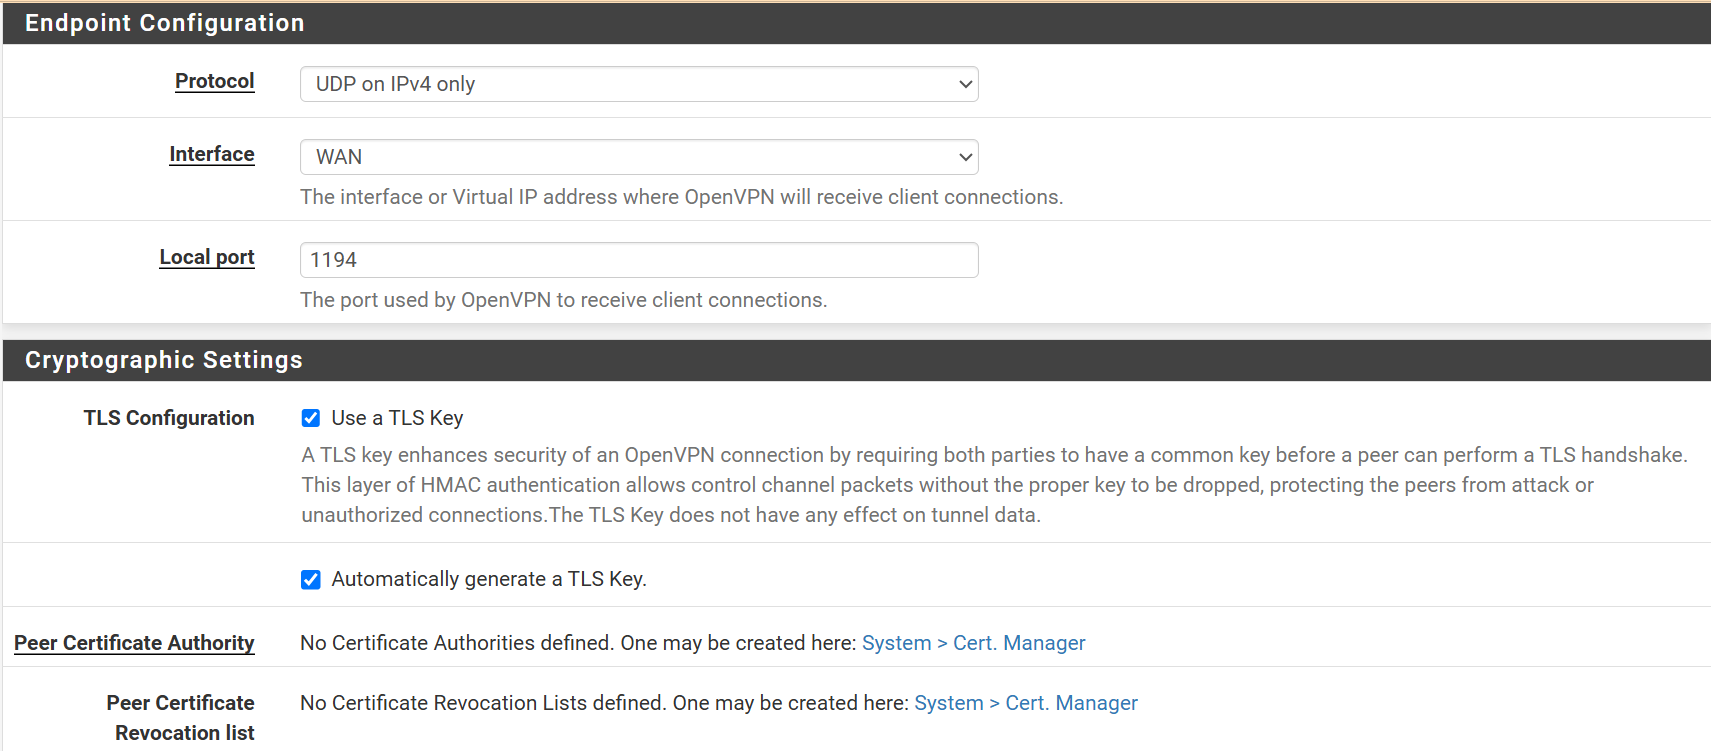 Endpoint Configuration
Protocol
UDP on IPv4 only
Interface
WAN
The interface or Virtual IP address where OpenVPN will receive client connections.
Local port
1194
The port used by OpenVPN to receive client connections.
Cryptographic Settings
TLS Configuration
Use a TLS Key
A TLS key enhances security of an OpenVPN connection by requiring both parties to have a common key before a peer can perform a TLS handshake.
This layer of HMAC authentication allows control channel packets without the proper key to be dropped, protecting the peers from attack or
unauthorized connections.The TLS Key does not have any effect on tunnel data.
Automatically generate a TLS Key.
Peer Certificate Authority
No Certificate Authorities defined. One may be created here: System > Cert. Manager
Peer Certificate
Revocation list
No Certificate Revocation Lists defined. One may be created here: System > Cert. Manager